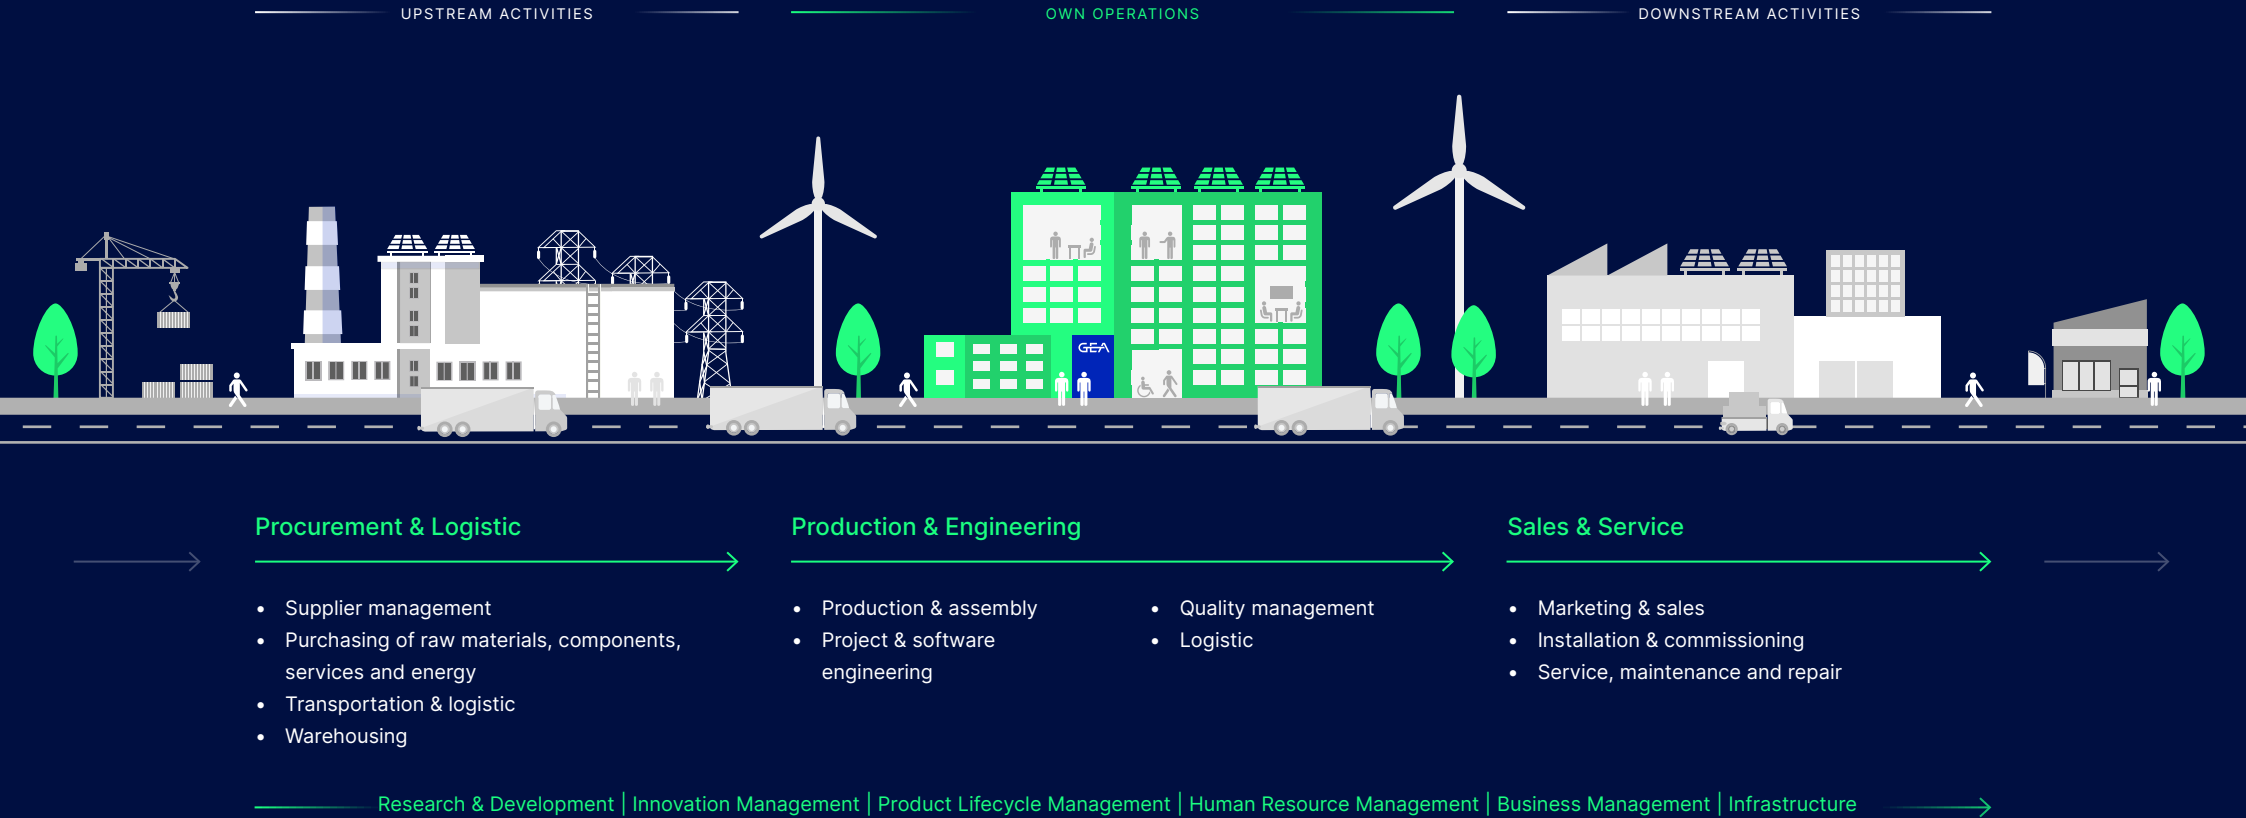 UPSTREAM ACTIVITIES
OWN OPERATIONS
DOWNSTREAM ACTIVITIES
GEA
Procurement & Logistic
• Supplier management
• Purchasing of raw materials, components,
services and energy
• Transportation & logistic
• Warehousing
Production & Engineering
• Production & assembly
• Project & software
engineering
• Quality management
• Logistic
Sales & Service
• Marketing & sales
• Installation & commissioning
• Service, maintenance and repair
Research & Development | Innovation Management | Product Lifecycle Management | Human Resource Management | Business Management | Infrastructure